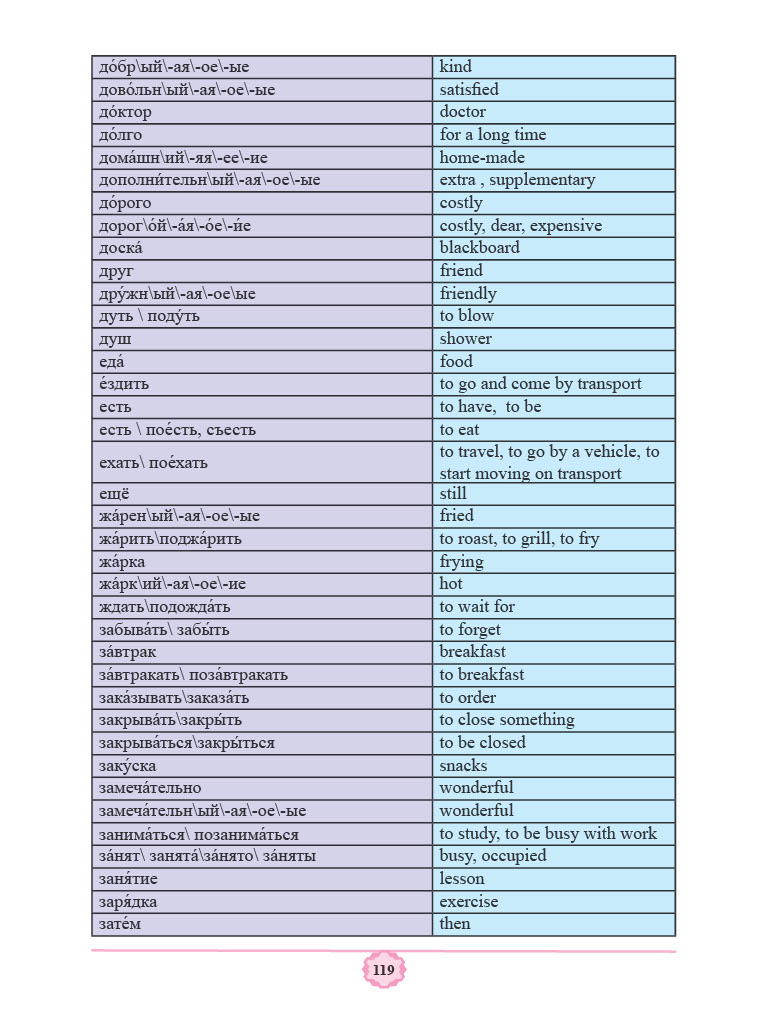 до́бр\ый\-ая\-ое\-ые kind
дово́льн\ый\-ая\-ое\-ые satisfied
до́ктор doctor
до́лго for a long time
дома́шн\ий\-яя\-ее\-ие home-made
дополни́тельн\ый\-ая\-ое\-ые extra , supplementary
до́рого costly
дорог\о́й\-а́я\-о́е\-и́е costly, dear, expensive
доска́ blackboard
друг friend
дру́жн\ый\-ая\-ое\ые friendly
дуть \ поду́ть to blow
душ shower
еда́ food
е́здить to go and come by transport
есть to have,  to be
есть \ пое́сть, съесть to eat
ехать\ пое́хать to travel, to go by a vehicle, to
start moving on transport
ещё still
жа́рен\ый\-ая\-ое\-ые fried
жа́рить\поджа́рить to roast, to grill, to fry
жа́рка frying
жа́рк\ий\-ая\-ое\-ие hot
ждать\подожда́ть to wait for
забыва́ть\ забы́ть to forget
за́втрак breakfast
за́втракать\ поза́втракать to breakfast
зака́зывать\заказа́ть to order
закрыва́ть\закры́ть to close something
закрыва́ться\закры́ться to be closed
заку́ска snacks
замеча́тельно wonderful
замеча́тельн\ый\-ая\-ое\-ые wonderful
занима́ться\ позанима́ться to study, to be busy with work
за́нят\ занята́\за́нято\ за́няты busy, occupied
заня́тие lesson
заря́дка exercise
зате́м then
119